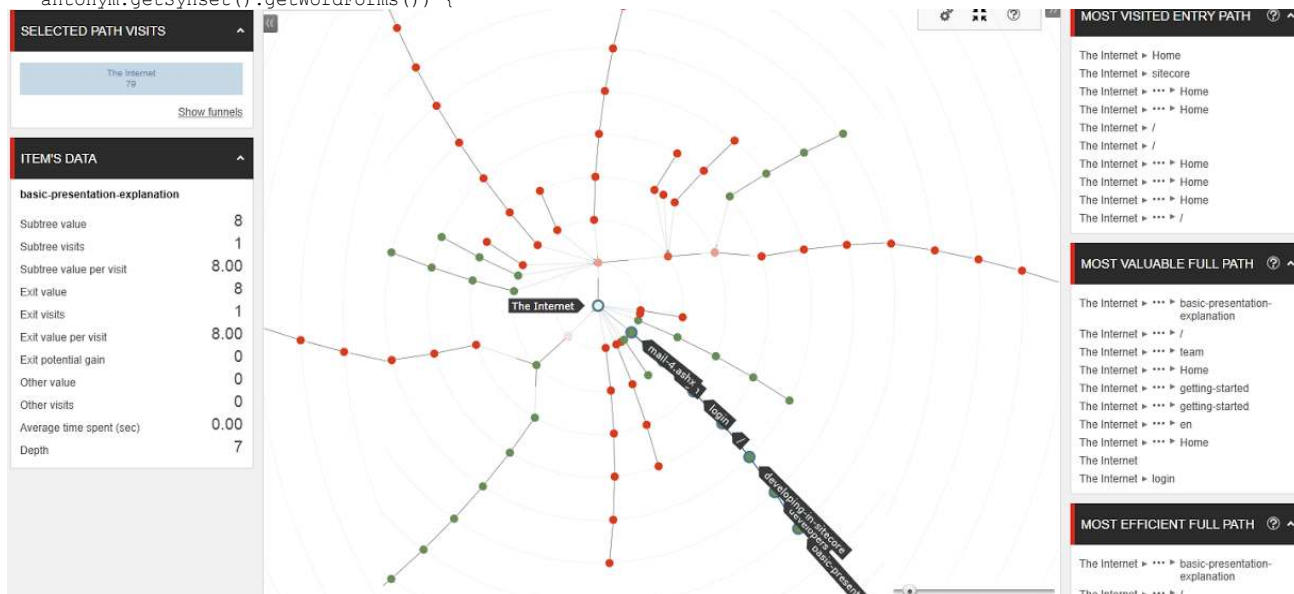 antonym.getSynset().getWordForms()) {
SELECTED PATH VISITS
The Internet
79
Show funnels
ITEM'S DATA
basic-presentation-explanation
Subtree value 8
Subtree visits 1
Subtree value per visit 8.00
Exit value 8
Exit visits 1
Exit value per visit 8.00
Exit potential gain 0
Other value 0
Other visits 0
Average time spent (sec) 0.00
Depth 7
The Internet
mail-4.ashx
login
/
developing-in-sitecore
developers
basic-present
MOST VISITED ENTRY PATH
The Internet ▸ Home
The Internet ▸ sitecore
The Internet ▸ ••• ▸ Home
The Internet ▸ ••• ▸ Home
The Internet ▸ /
The Internet ▸ /
The Internet ▸ ••• ▸ Home
The Internet ▸ ••• ▸ Home
The Internet ▸ ••• ▸ Home
The Internet ▸ ••• ▸ /
MOST VALUABLE FULL PATH
The Internet ▸ ••• ▸ basic-presentation-
explanation
The Internet ▸ ••• ▸ /
The Internet ▸ ••• ▸ team
The Internet ▸ ••• ▸ Home
The Internet ▸ ••• ▸ getting-started
The Internet ▸ ••• ▸ getting-started
The Internet ▸ ••• ▸ en
The Internet ▸ ••• ▸ Home
The Internet
The Internet ▸ login
MOST EFFICIENT FULL PATH
The Internet ▸ ••• ▸ basic-presentation-
explanation
The Internet ▸ ••• ▸ /